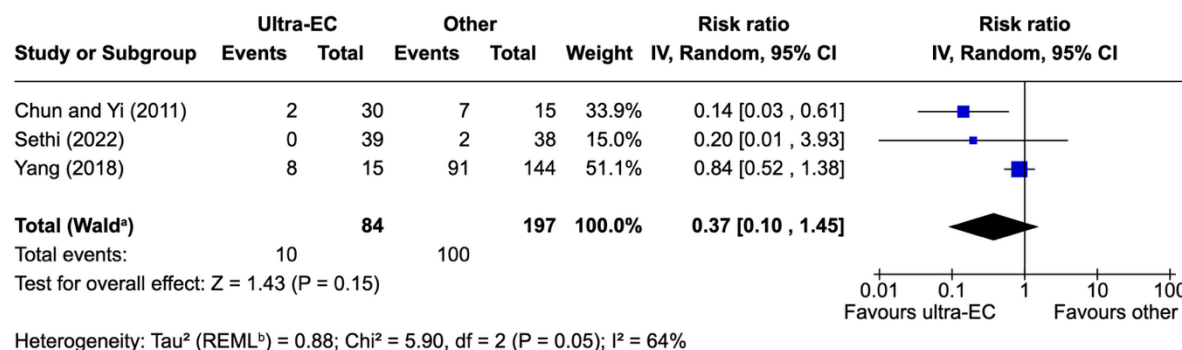 Ultra-EC Other Risk ratio Risk ratio
Study or Subgroup Events Total Events Total Weight IV, Random, 95% CI IV, Random, 95% CI
Chun and Yi (2011) 2 30 7 15 33.9% 0.14 [0.03 , 0.61]
Sethi (2022) 0 39 2 38 15.0% 0.20 [0.01 , 3.93]
Yang (2018) 8 15 91 144 51.1% 0.84 [0.52 , 1.38]
Total (Waldᵃ) 84 197 100.0% 0.37 [0.10 , 1.45]
Total events: 10 100
Test for overall effect: Z = 1.43 (P = 0.15)
0.01 0.1 1 10 100
Favours ultra-EC Favours other
Heterogeneity: Tau² (REMLᵇ) = 0.88; Chi² = 5.90, df = 2 (P = 0.05); I² = 64%